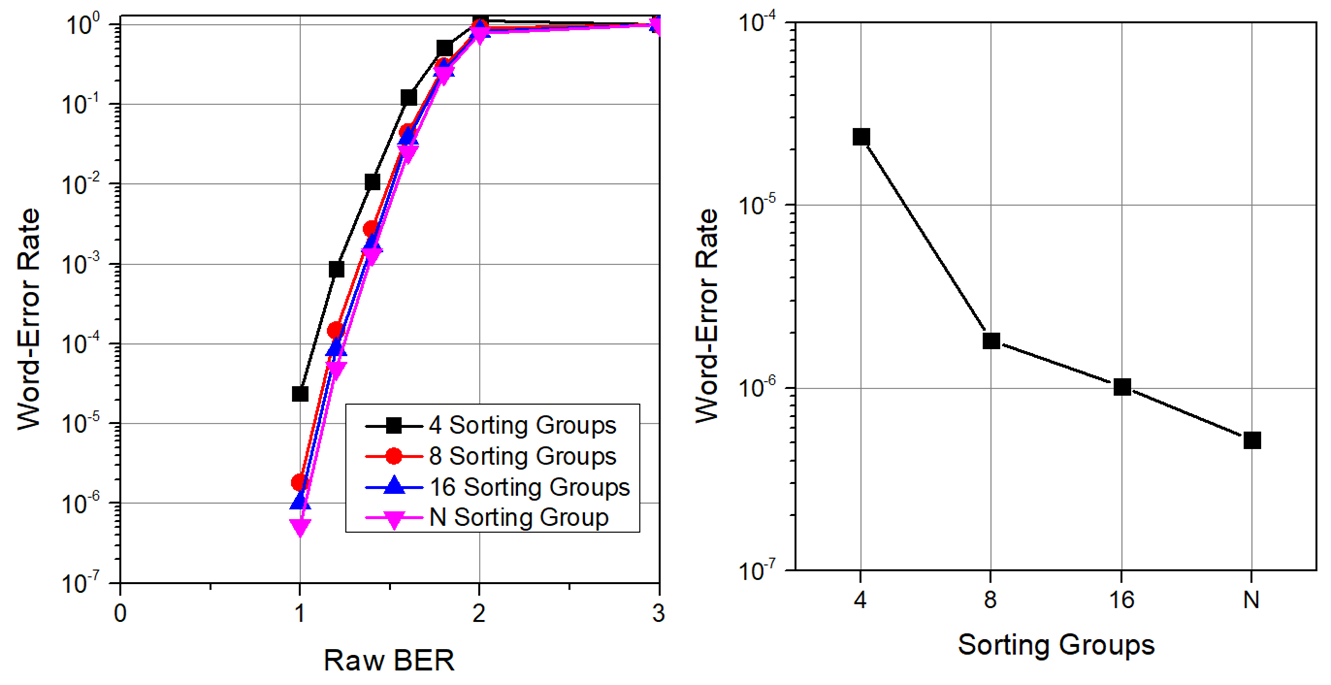 Word-Error Rate
10⁰
10⁻¹
10⁻²
10⁻³
10⁻⁴
10⁻⁵
10⁻⁶
10⁻⁷
0
1
2
3
Raw BER
4 Sorting Groups
8 Sorting Groups
16 Sorting Groups
N Sorting Group
Word-Error Rate
10⁻⁴
10⁻⁵
10⁻⁶
10⁻⁷
4
8
16
N
Sorting Groups